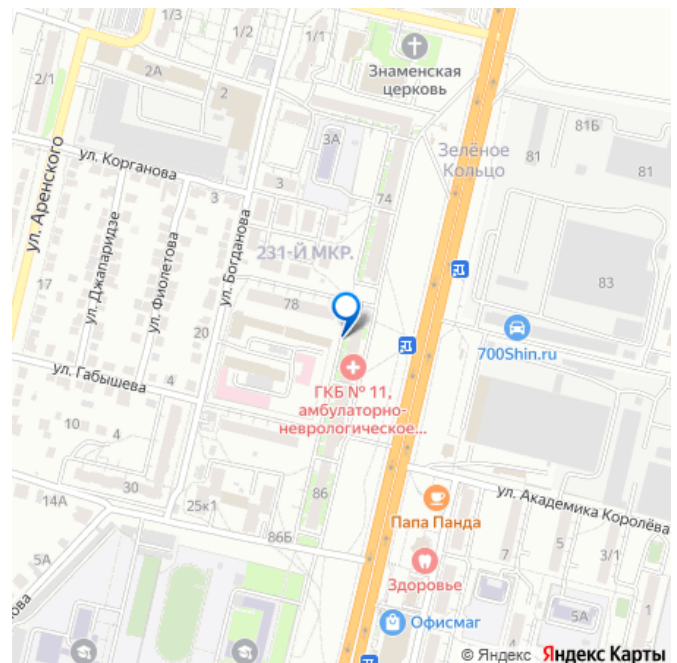 1/3
1/2
1/1
2/1
2А
2
Знаменская
церковь
3А
Зелёное
Кольцо
81Б
81
81
ул. Корганова
3
3
74
ул. Аренского
ул. Джапаридзе
ул. Фиолетова
ул. Богданова
231-Й МКР.
17
78
83
20
700Shin.ru
ул. Габышева
4
ГКБ № 11,
амбулаторно-
неврологическое...
10
4
30
14А
25к1
86
ул. Академика Королёва
Папа Панда
86Б
5А
7
5
3/1
Здоровье
1
5А
Офисмаг
ова
© Яндекс Яндекс Карты